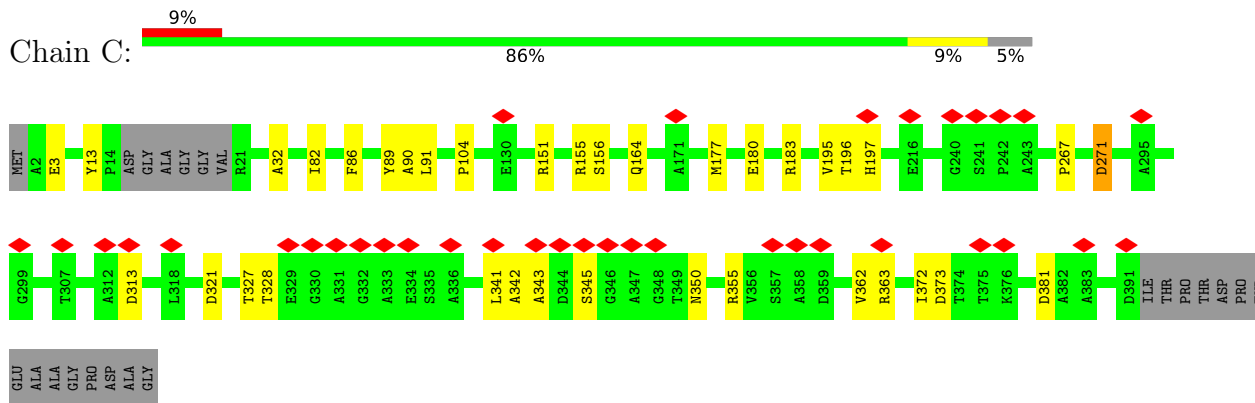 9%
Chain C:
86% 9% 5%
MET A2 E3 Y13 P14 ASP GLY ALA GLY GLY VAL R21 A32 I82 F86 Y89 A90 L91 P104 E130 R151 R155 S156 Q164 A171 M177 E180 R183 V195 T196 H197 E216 G240 S241 P242 A243 P267 D271 A295
G299 T307 A312 D313 L318 D321 T327 T328 E329 G330 A331 G332 A333 E334 S335 A336 L341 A342 A343 D344 S345 G346 A347 G348 T349 N350 R355 V356 S357 A358 D359 V362 R363 I372 D373 T374 T375 K376 D381 A382 A383 D391 ILE THR PRO THR ASP PRO
GLU ALA ALA GLY PRO ASP ALA GLY